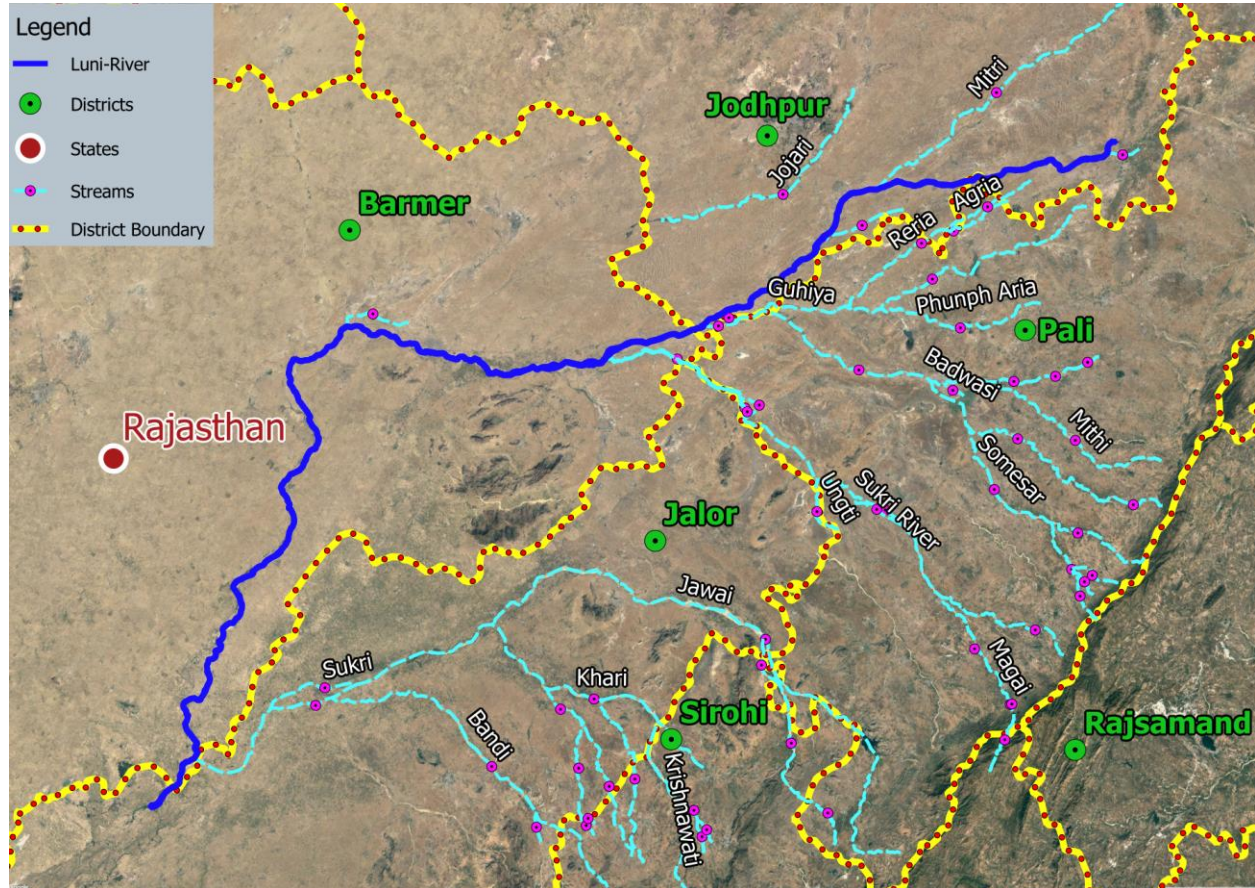 Legend
Luni-River
Districts
States
Streams
District Boundary
Mitri
Jodhpur
Jojari
Barmer
Agria
Reria
Guhiya
Phunph Aria
Pali
Badwasi
Rajasthan
Mithi
Somesar
Sukri River
Ungti
Jalor
Jawai
Sukri
Khari
Magai
Sirohi
Bandi
Rajsamand
Krishnawati